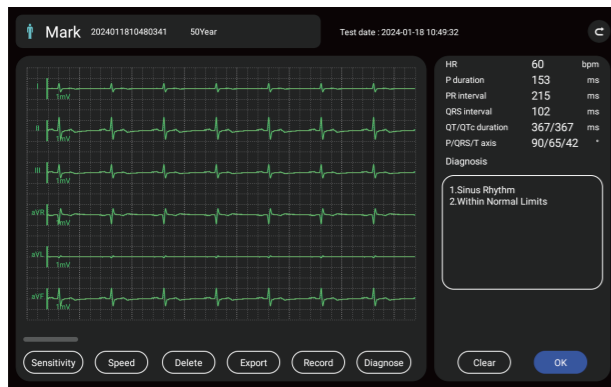 Mark 2024011810480341 50Year Test date : 2024-01-18 10:49:32
I
1mV
II
1mV
III
1mV
aVR
1mV
aVL
1mV
aVF
1mV
HR 60 bpm
P duration 153 ms
PR interval 215 ms
QRS interval 102 ms
QT/QTc duration 367/367 ms
P/QRS/T axis 90/65/42 °
Diagnosis
1.Sinus Rhythm
2.Within Normal Limits
Sensitivity Speed Delete Export Record Diagnose Clear OK